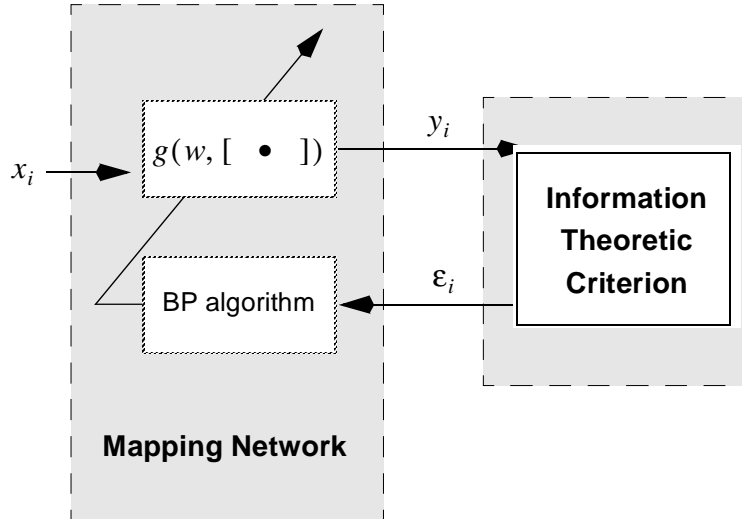 g(w, [ • ])
y_i
x_i
Information
Theoretic
Criterion
ε_i
BP algorithm
Mapping Network